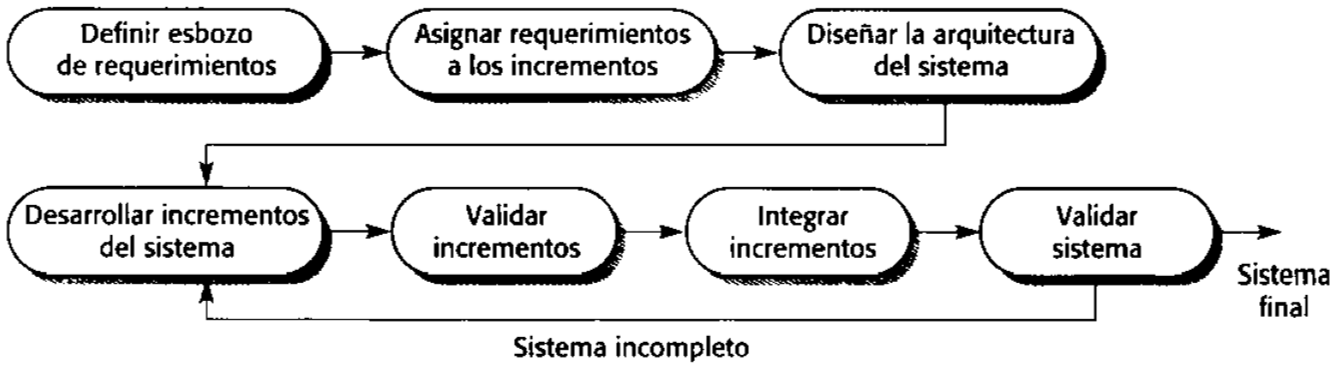 Definir esbozo
de requerimientos
Asignar requerimientos
a los incrementos
Diseñar la arquitectura
del sistema
Desarrollar incrementos
del sistema
Validar
incrementos
Integrar
incrementos
Validar
sistema
Sistema
final
Sistema incompleto